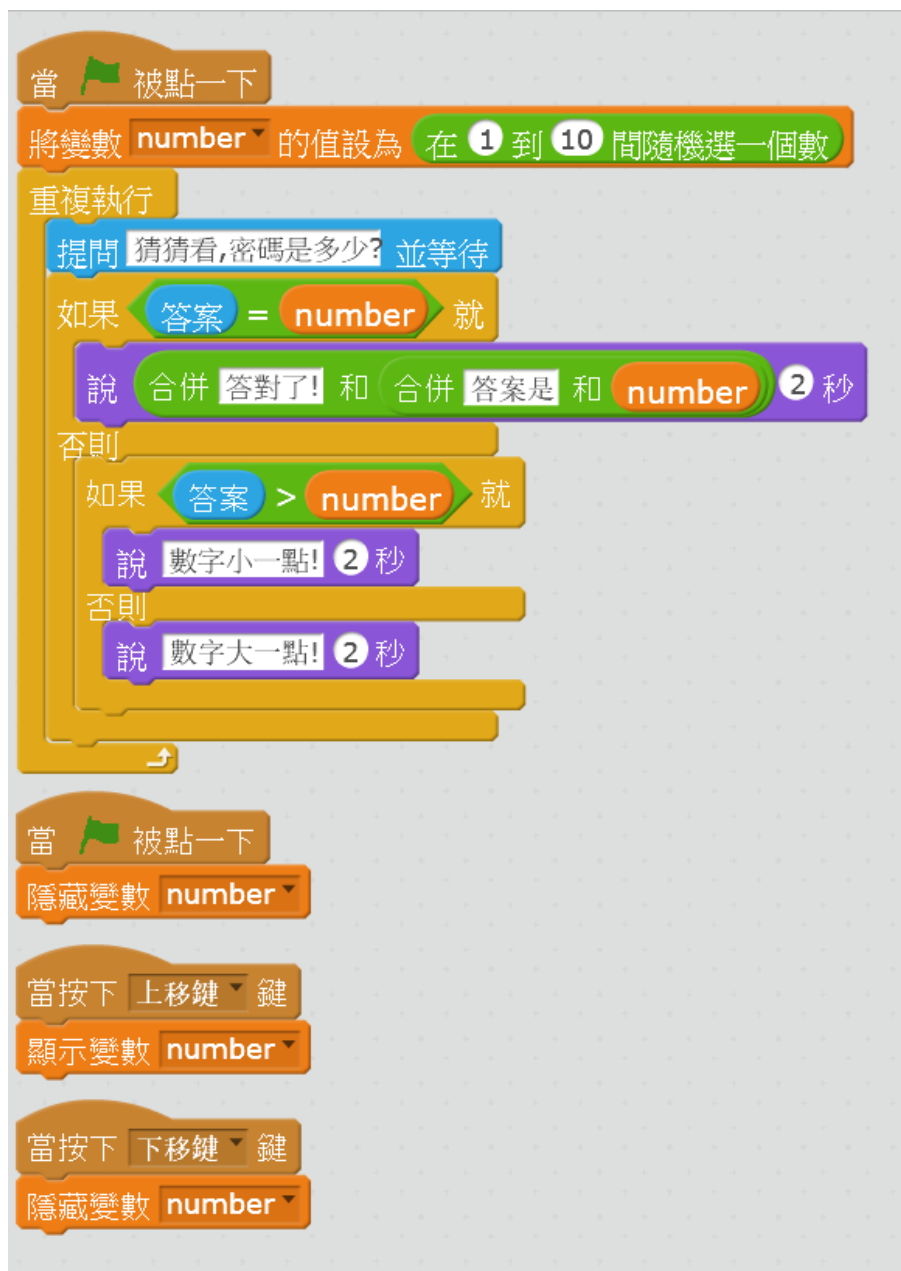 當 被點一下
將變數 number 的值設為 在 1 到 10 間隨機選一個數
重複執行
提問 猜猜看,密碼是多少? 並等待
如果 答案 = number 就
說 合併 答對了! 和 合併 答案是 和 number 2 秒
否則
如果 答案 > number 就
說 數字小一點! 2 秒
否則
說 數字大一點! 2 秒
當 被點一下
隱藏變數 number
當按下 上移鍵 鍵
顯示變數 number
當按下 下移鍵 鍵
隱藏變數 number